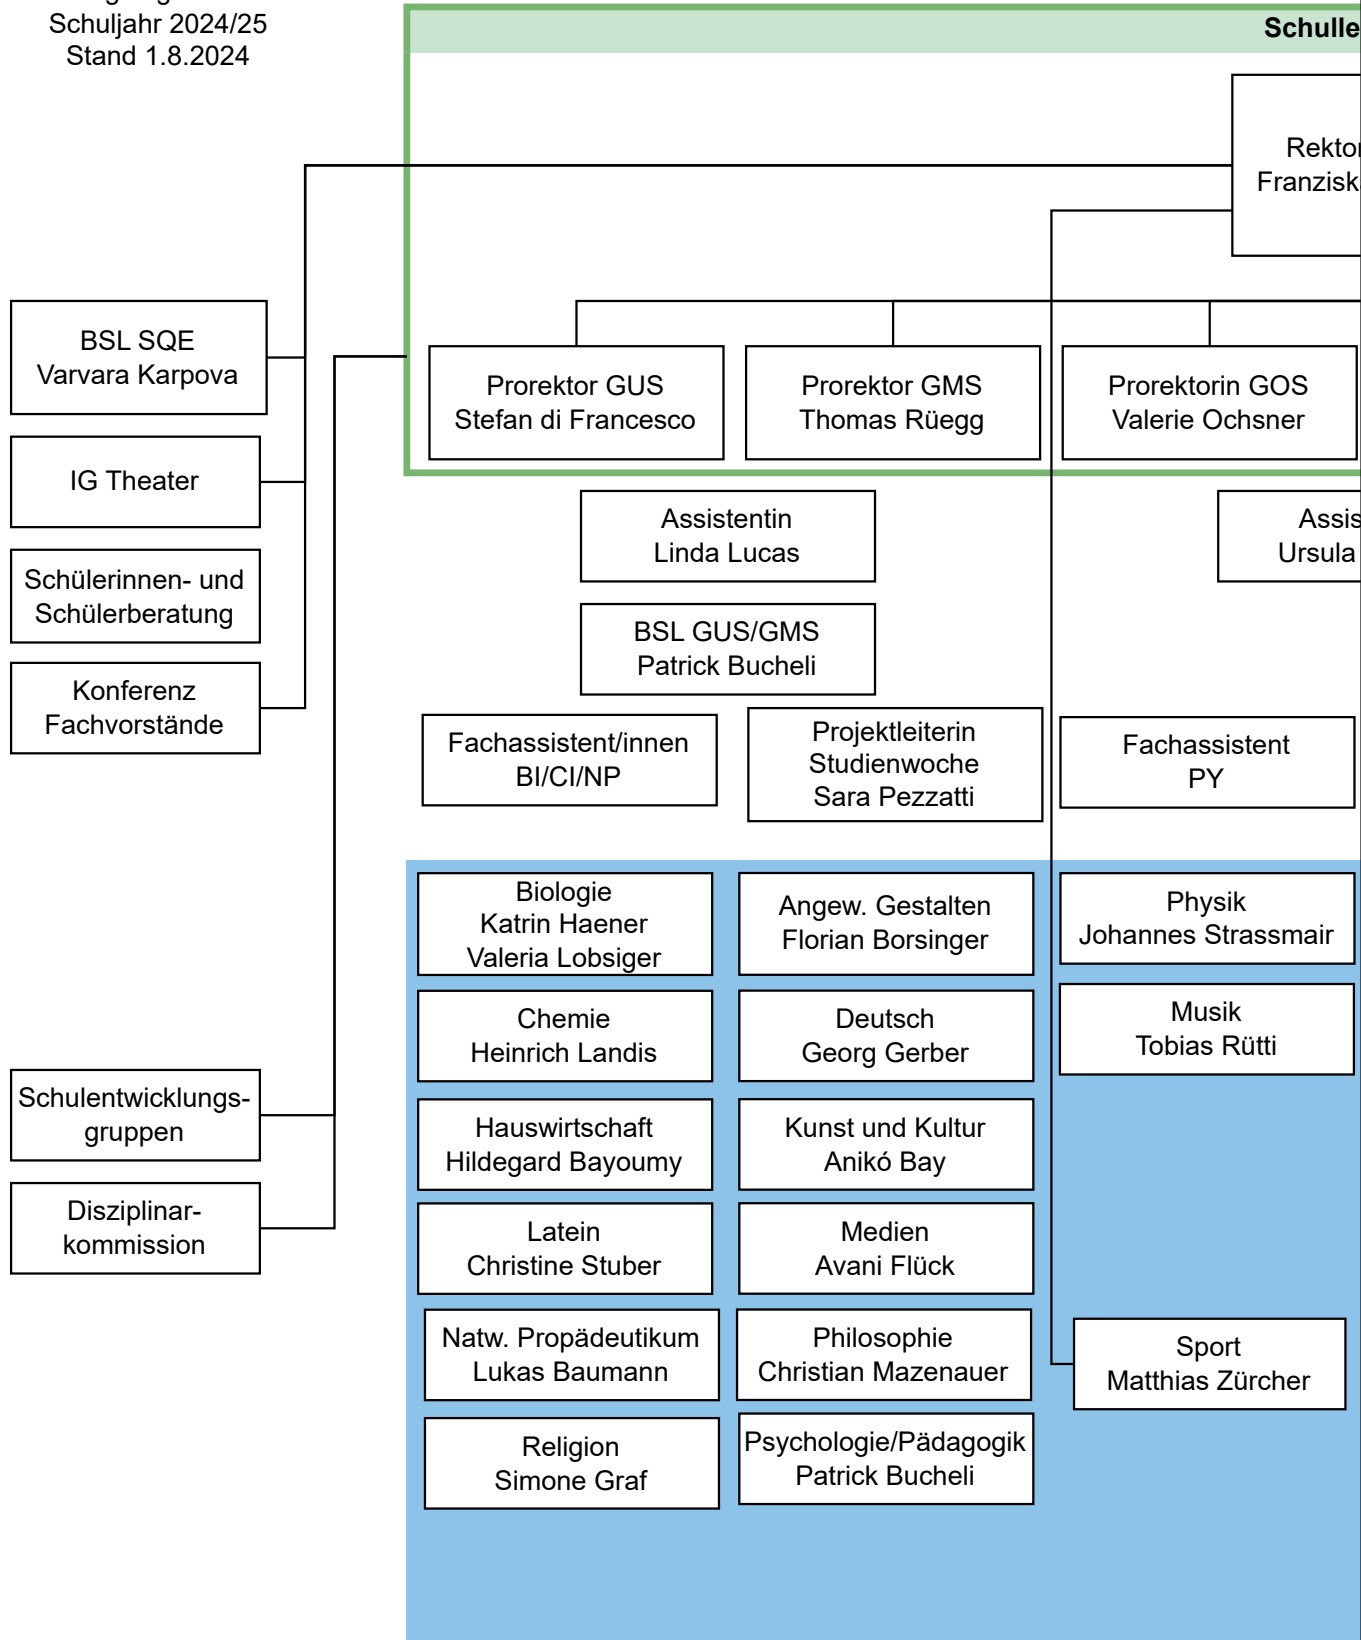 Schuljahr 2024/25
Stand 1.8.2024
BSL SQE
Varvara Karpova
IG Theater
Schülerinnen- und
Schülerberatung
Konferenz
Fachvorstände
Schulentwicklungs-
gruppen
Disziplinar-
kommission
Prorektor GUS
Stefan di Francesco
Prorektor GMS
Thomas Rüegg
Prorektorin GOS
Valerie Ochsner
Assistentin
Linda Lucas
Ursula
BSL GUS/GMS
Patrick Bucheli
Fachassistent/innen
BI/CI/NP
Projektleiterin
Studienwoche
Sara Pezzatti
Fachassistent
PY
Biologie
Katrin Haener
Valeria Lobsiger
Angew. Gestalten
Florian Borsinger
Physik
Johannes Strassmair
Chemie
Heinrich Landis
Deutsch
Georg Gerber
Musik
Tobias Rütti
Hauswirtschaft
Hildegard Bayoumy
Kunst und Kultur
Anikó Bay
Latein
Christine Stuber
Medien
Avani Flück
Natw. Propädeutikum
Lukas Baumann
Philosophie
Christian Mazenauer
Sport
Matthias Zürcher
Religion
Simone Graf
Psychologie/Pädagogik
Patrick Bucheli